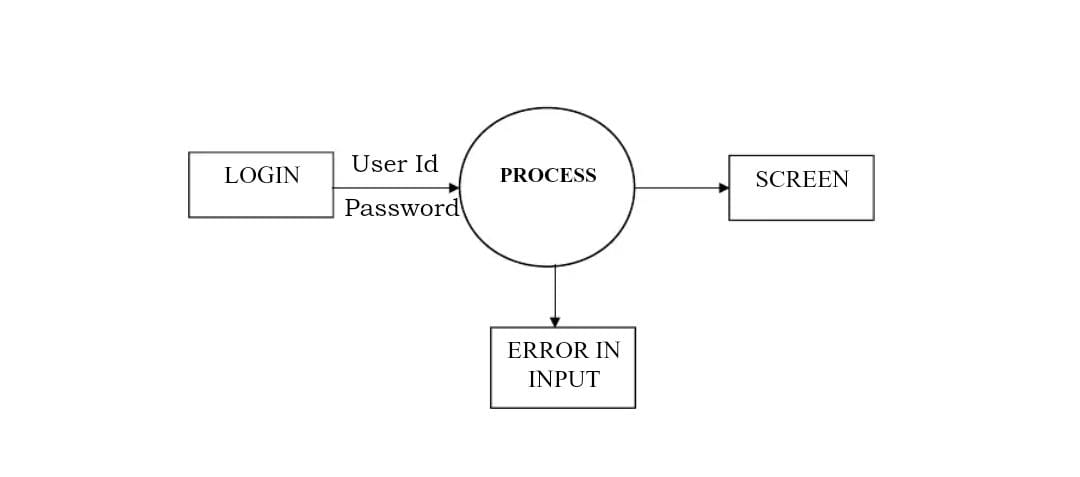 LOGIN
User Id
Password
PROCESS
SCREEN
ERROR IN
INPUT